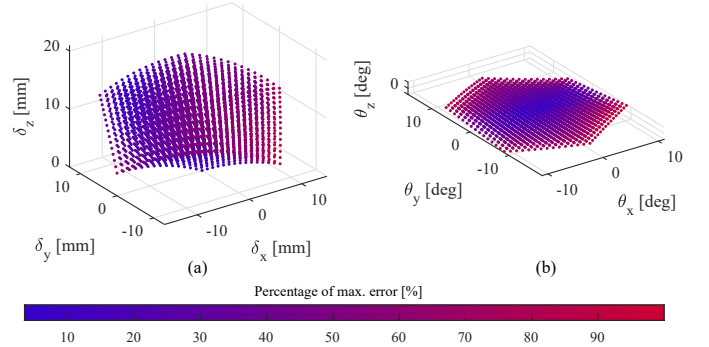 20
10
0
δz [mm]
10
0
-10
δy [mm]
-10
0
10
δx [mm]
(a)
0
θz [deg]
10
0
-10
θy [deg]
-10
0
10
θx [deg]
(b)
Percentage of max. error [%]
10 20 30 40 50 60 70 80 90